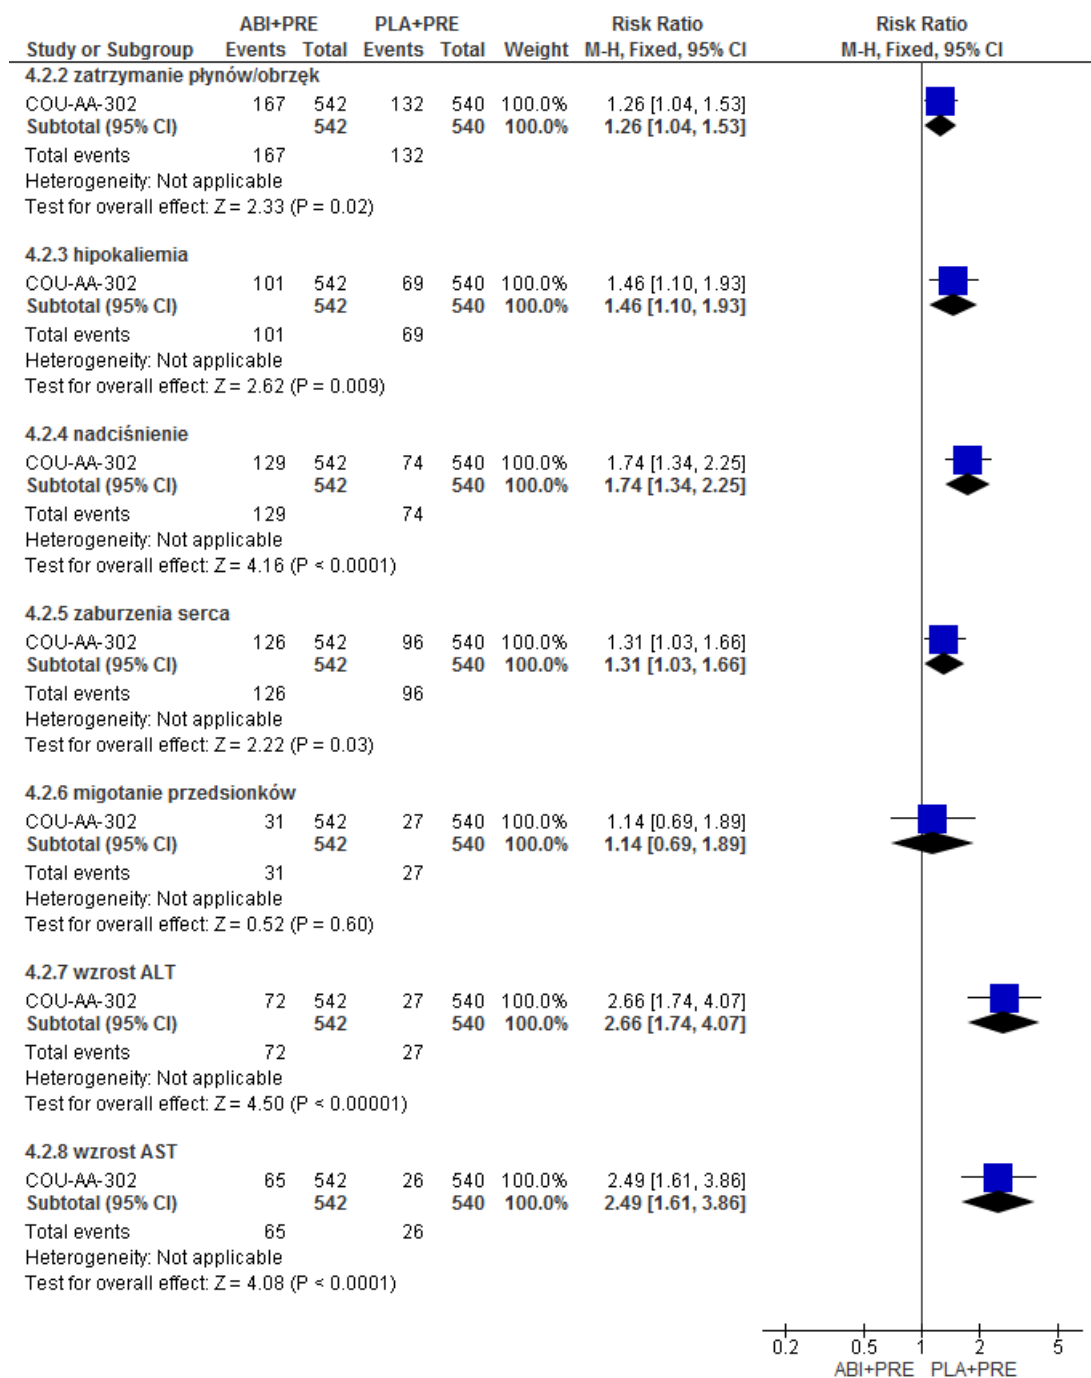 ABI+PRE PLA+PRE Risk Ratio Risk Ratio
Study or Subgroup Events Total Events Total Weight M-H, Fixed, 95% CI M-H, Fixed, 95% CI
4.2.2 zatrzymanie płynów/obrzęk
COU-AA-302 167 542 132 540 100.0% 1.26 [1.04, 1.53]
Subtotal (95% CI) 542 540 100.0% 1.26 [1.04, 1.53]
Total events 167 132
Heterogeneity: Not applicable
Test for overall effect: Z = 2.33 (P = 0.02)
4.2.3 hipokaliemia
COU-AA-302 101 542 69 540 100.0% 1.46 [1.10, 1.93]
Subtotal (95% CI) 542 540 100.0% 1.46 [1.10, 1.93]
Total events 101 69
Heterogeneity: Not applicable
Test for overall effect: Z = 2.62 (P = 0.009)
4.2.4 nadciśnienie
COU-AA-302 129 542 74 540 100.0% 1.74 [1.34, 2.25]
Subtotal (95% CI) 542 540 100.0% 1.74 [1.34, 2.25]
Total events 129 74
Heterogeneity: Not applicable
Test for overall effect: Z = 4.16 (P < 0.0001)
4.2.5 zaburzenia serca
COU-AA-302 126 542 96 540 100.0% 1.31 [1.03, 1.66]
Subtotal (95% CI) 542 540 100.0% 1.31 [1.03, 1.66]
Total events 126 96
Heterogeneity: Not applicable
Test for overall effect: Z = 2.22 (P = 0.03)
4.2.6 migotanie przedsionków
COU-AA-302 31 542 27 540 100.0% 1.14 [0.69, 1.89]
Subtotal (95% CI) 542 540 100.0% 1.14 [0.69, 1.89]
Total events 31 27
Heterogeneity: Not applicable
Test for overall effect: Z = 0.52 (P = 0.60)
4.2.7 wzrost ALT
COU-AA-302 72 542 27 540 100.0% 2.66 [1.74, 4.07]
Subtotal (95% CI) 542 540 100.0% 2.66 [1.74, 4.07]
Total events 72 27
Heterogeneity: Not applicable
Test for overall effect: Z = 4.50 (P < 0.00001)
4.2.8 wzrost AST
COU-AA-302 65 542 26 540 100.0% 2.49 [1.61, 3.86]
Subtotal (95% CI) 542 540 100.0% 2.49 [1.61, 3.86]
Total events 65 26
Heterogeneity: Not applicable
Test for overall effect: Z = 4.08 (P < 0.0001)
0.2 0.5 1 2 5
ABI+PRE PLA+PRE